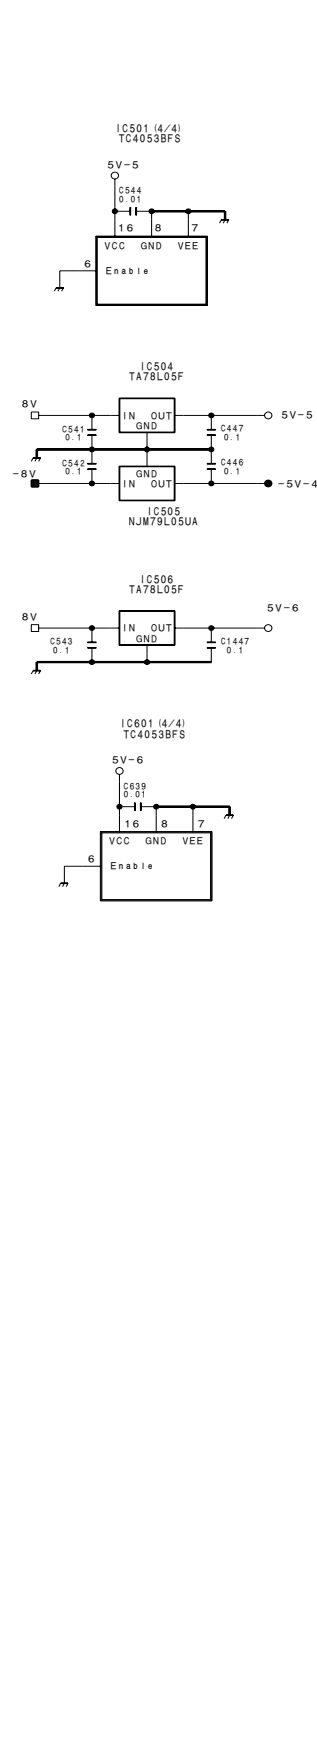 IC501 (4/4)
TC4053BFS
5V-5
C544
0.01
16 8 7
VCC GND VEE
6
Enable
IC504
TA78L05F
8V
IN OUT
GND
5V-5
C541
0.1
C447
0.1
C542
0.1
C446
0.1
-8V
GND
IN OUT
-5V-4
IC505
NJM79L05UA
IC506
TA78L05F
8V
IN OUT
GND
5V-6
C543
0.1
C1447
0.1
IC601 (4/4)
TC4053BFS
5V-6
C639
0.01
16 8 7
VCC GND VEE
6
Enable